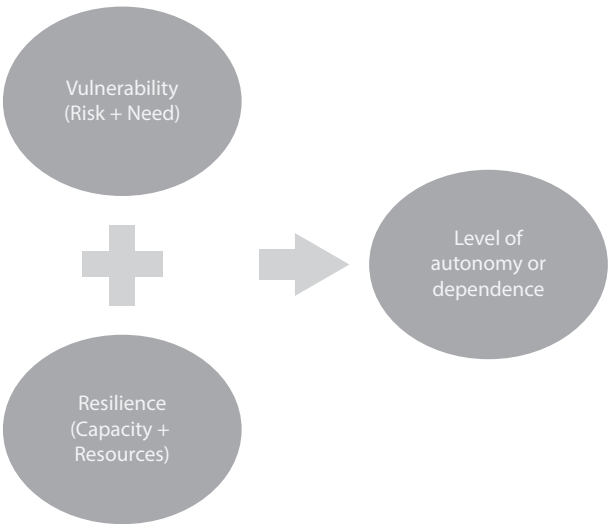 Vulnerability
(Risk + Need)
Level of
autonomy or
dependence
Resilience
(Capacity +
Resources)